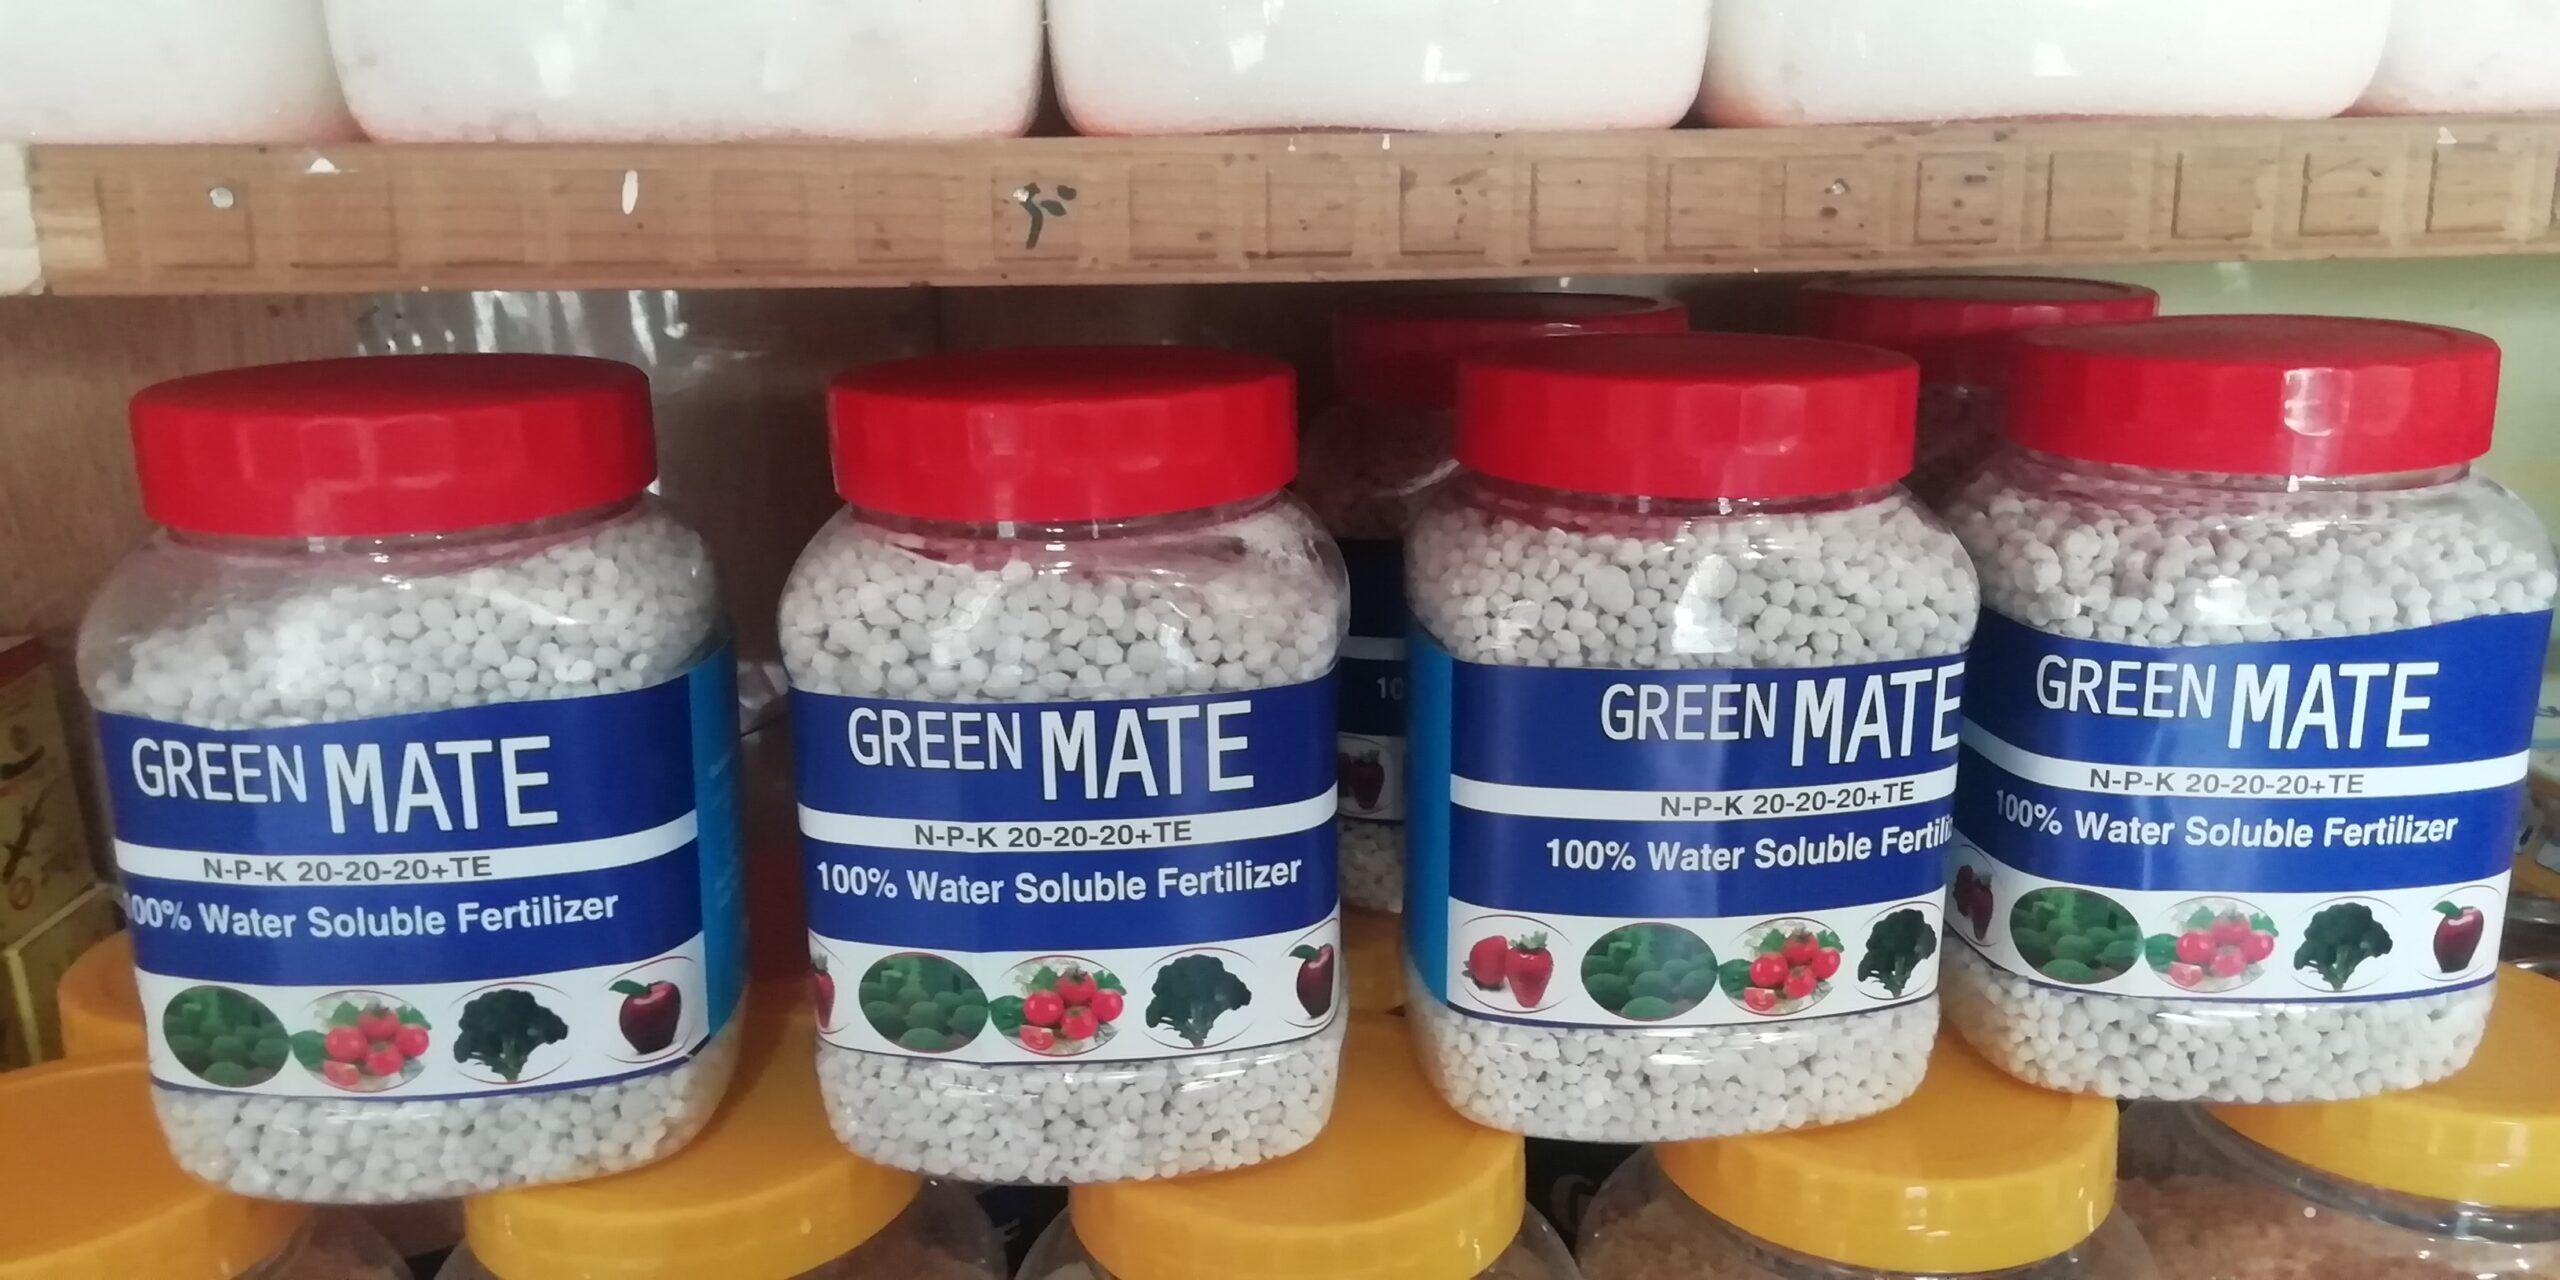 GREEN MATE
N-P-K 20-20-20+TE
100% Water Soluble Fertilizer
GREEN MATE
N-P-K 20-20-20+TE
100% Water Soluble Fertilizer
GREEN MATE
N-P-K 20-20-20+TE
100% Water Soluble Fertiliz
GREEN MATE
N-P-K 20-20-20+TE
100% Water Soluble Fertilizer
10